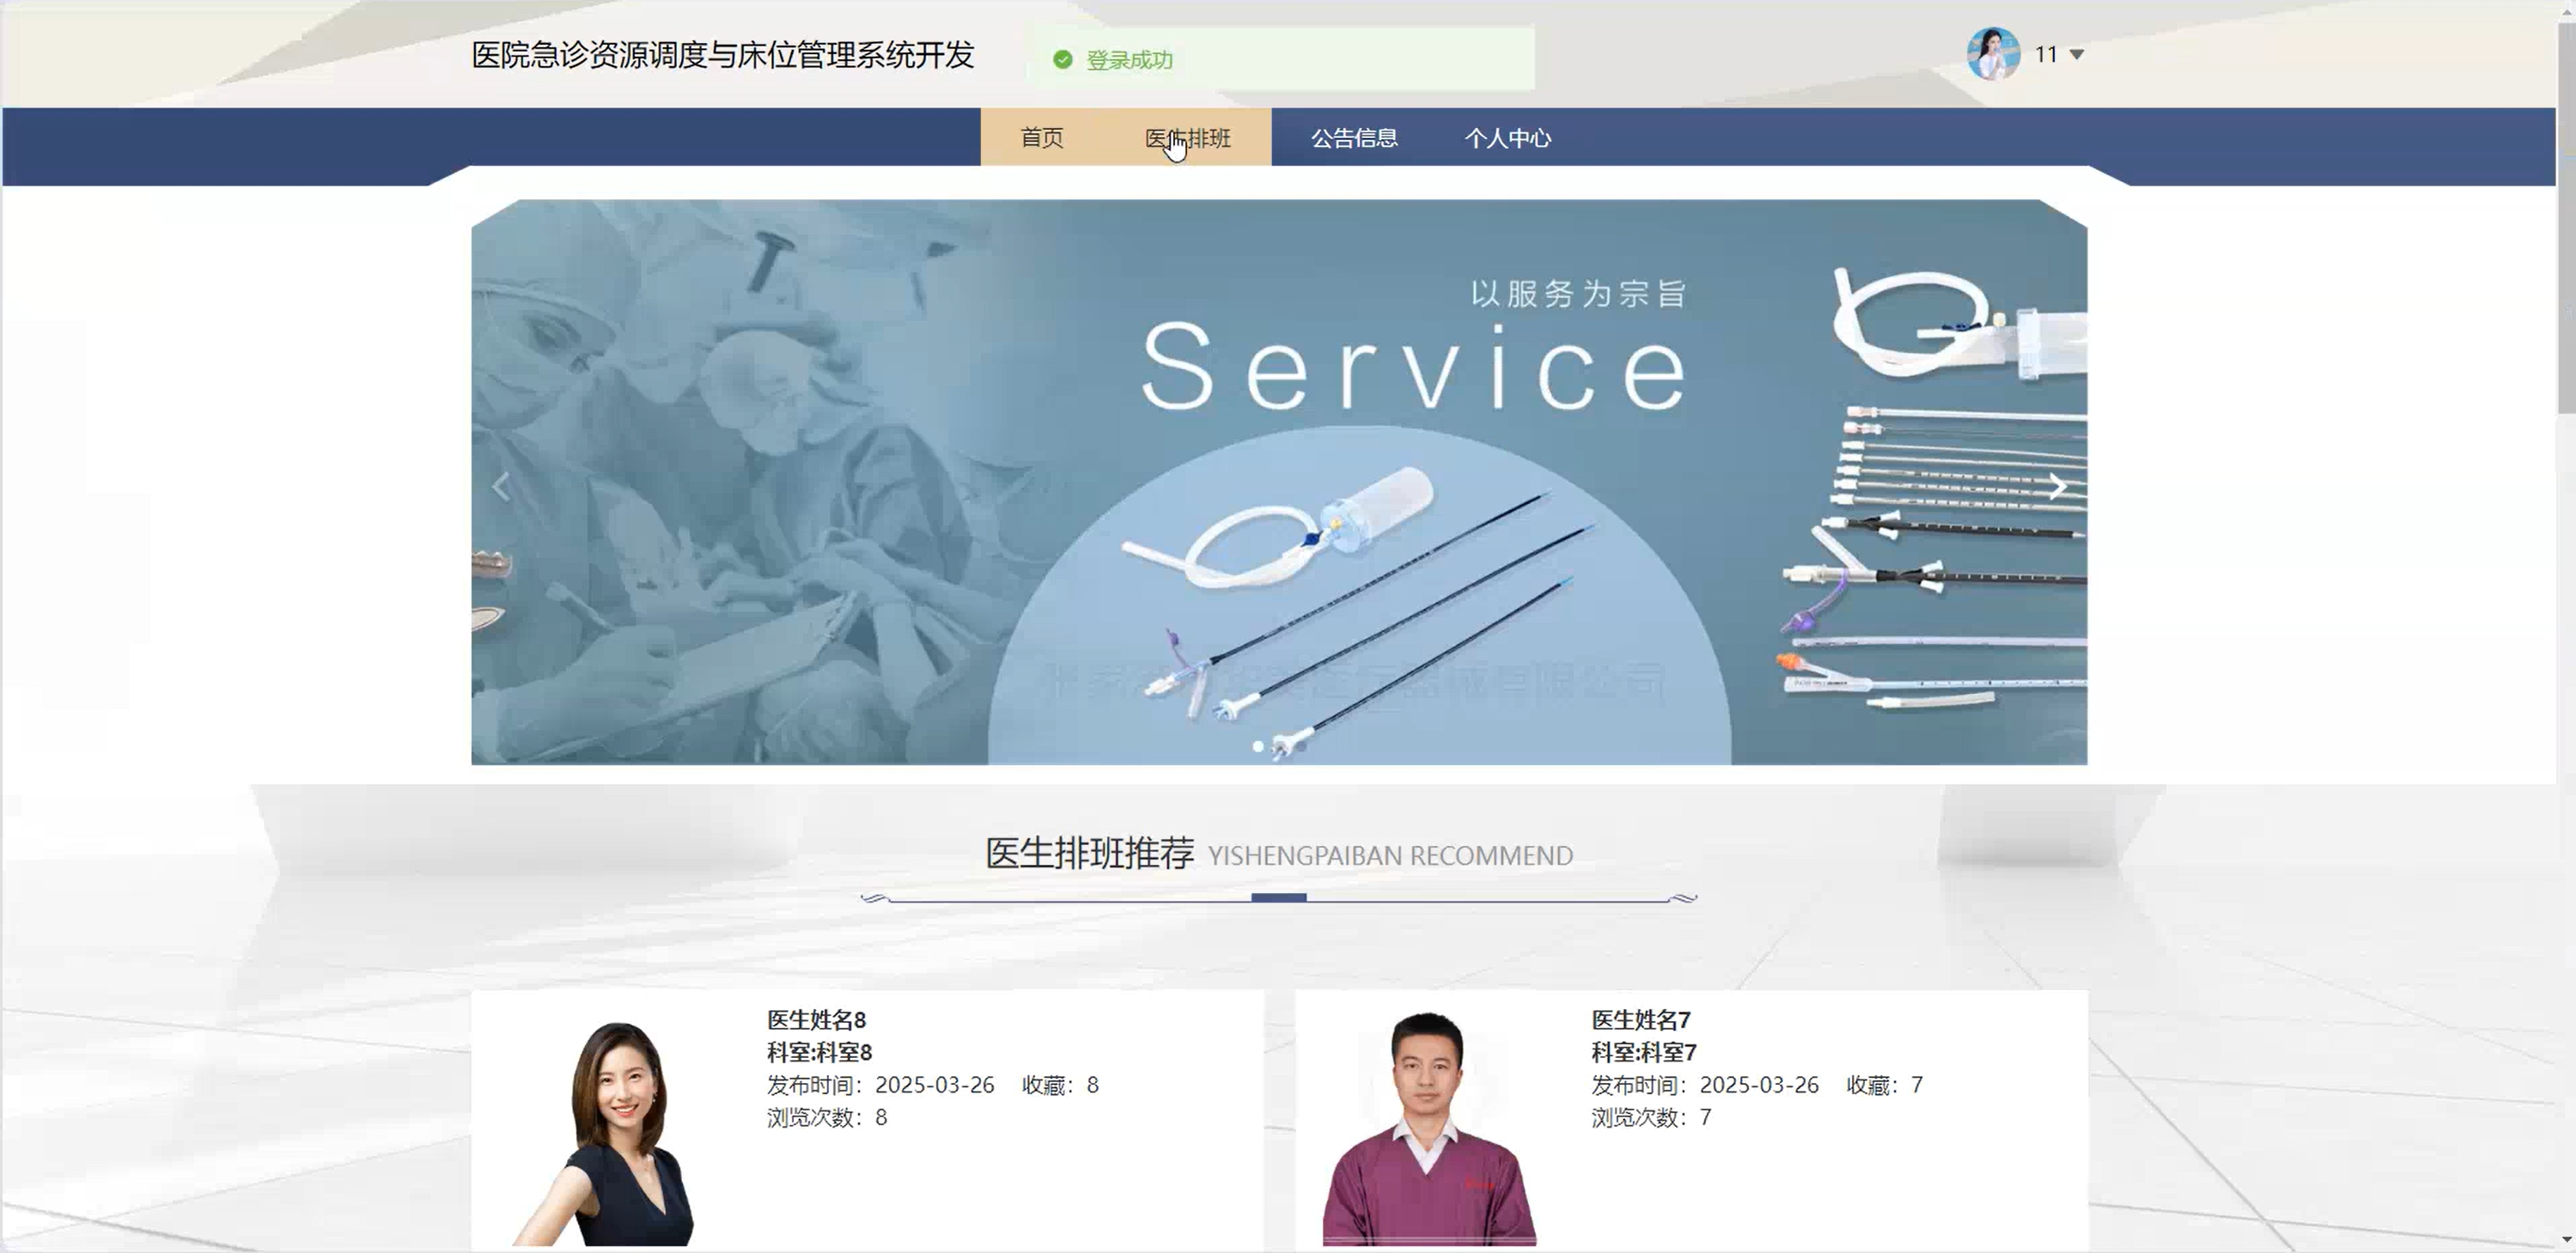 医院急诊资源调度与床位管理系统开发
登录成功
11
首页
医生排班
公告信息
个人中心
以服务为宗旨
Service
医生排班推荐 YISHENGPAIBAN RECOMMEND
医生姓名8
科室:科室8
发布时间：2025-03-26 收藏：8
浏览次数：8
医生姓名7
科室:科室7
发布时间：2025-03-26 收藏：7
浏览次数：7